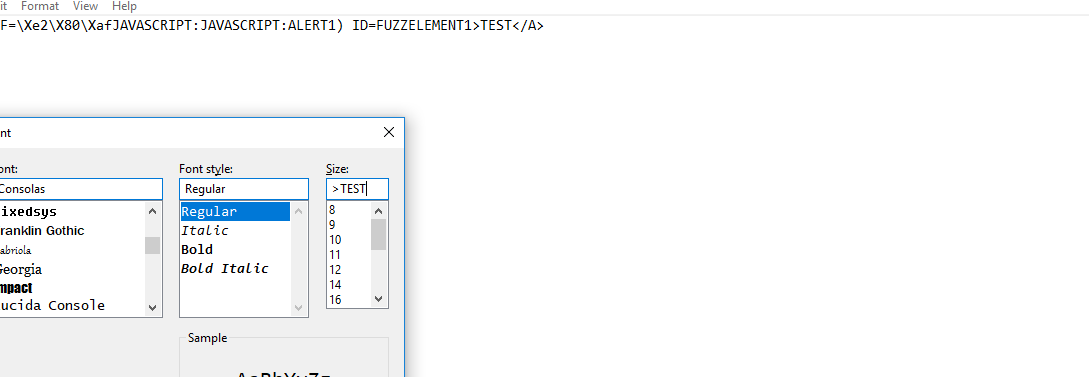 it Format View Help
F=\Xe2\X80\XafJAVASCRIPT:JAVASCRIPT:ALERT1) ID=FUZZELEMENT1>TEST</A>
nt
ont: Font style: Size:
Consolas Regular >TEST
ixedsys Regular 8
ranklin Gothic Italic 9
abriola Bold 10
Georgia Bold Italic 11
mpact 12
ucida Console 14
16
Sample
AaBbYyZz